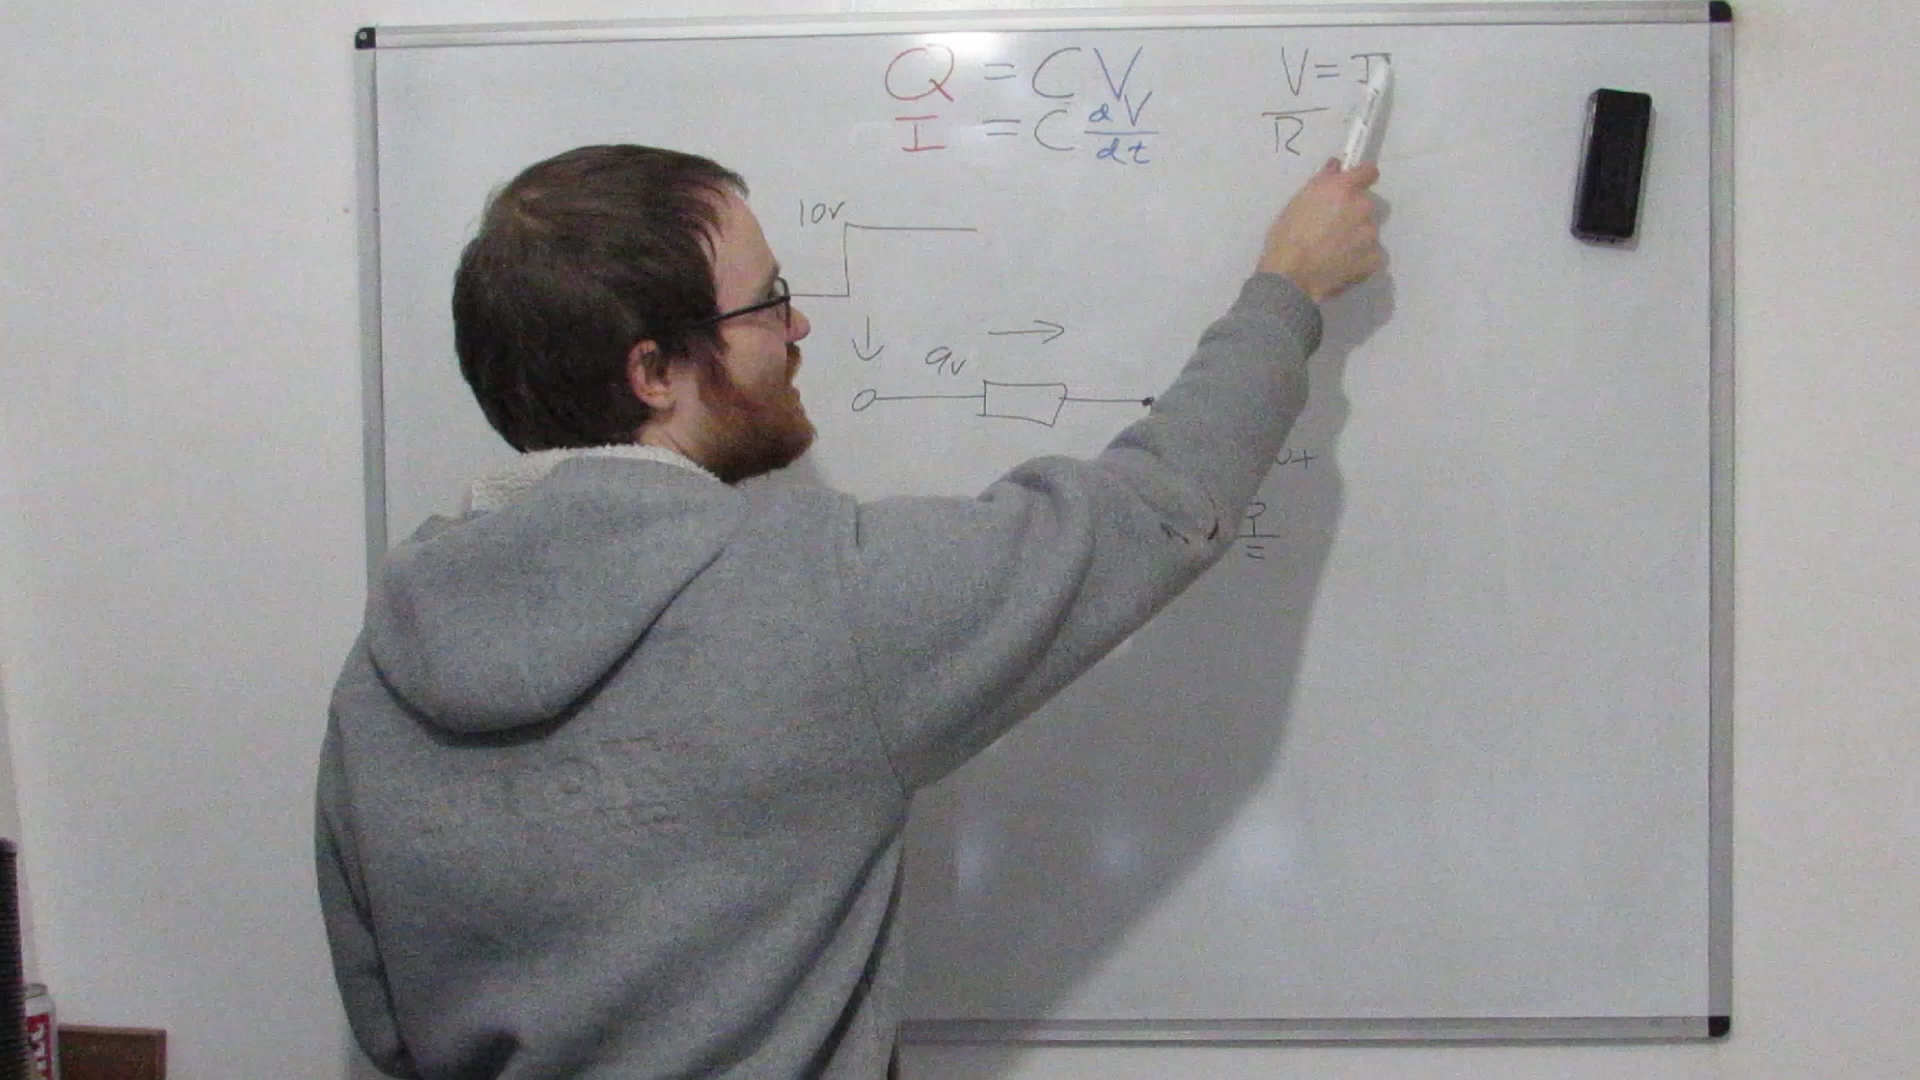 Q = CV
I = C dV/dt
V = I
R
10v
9v